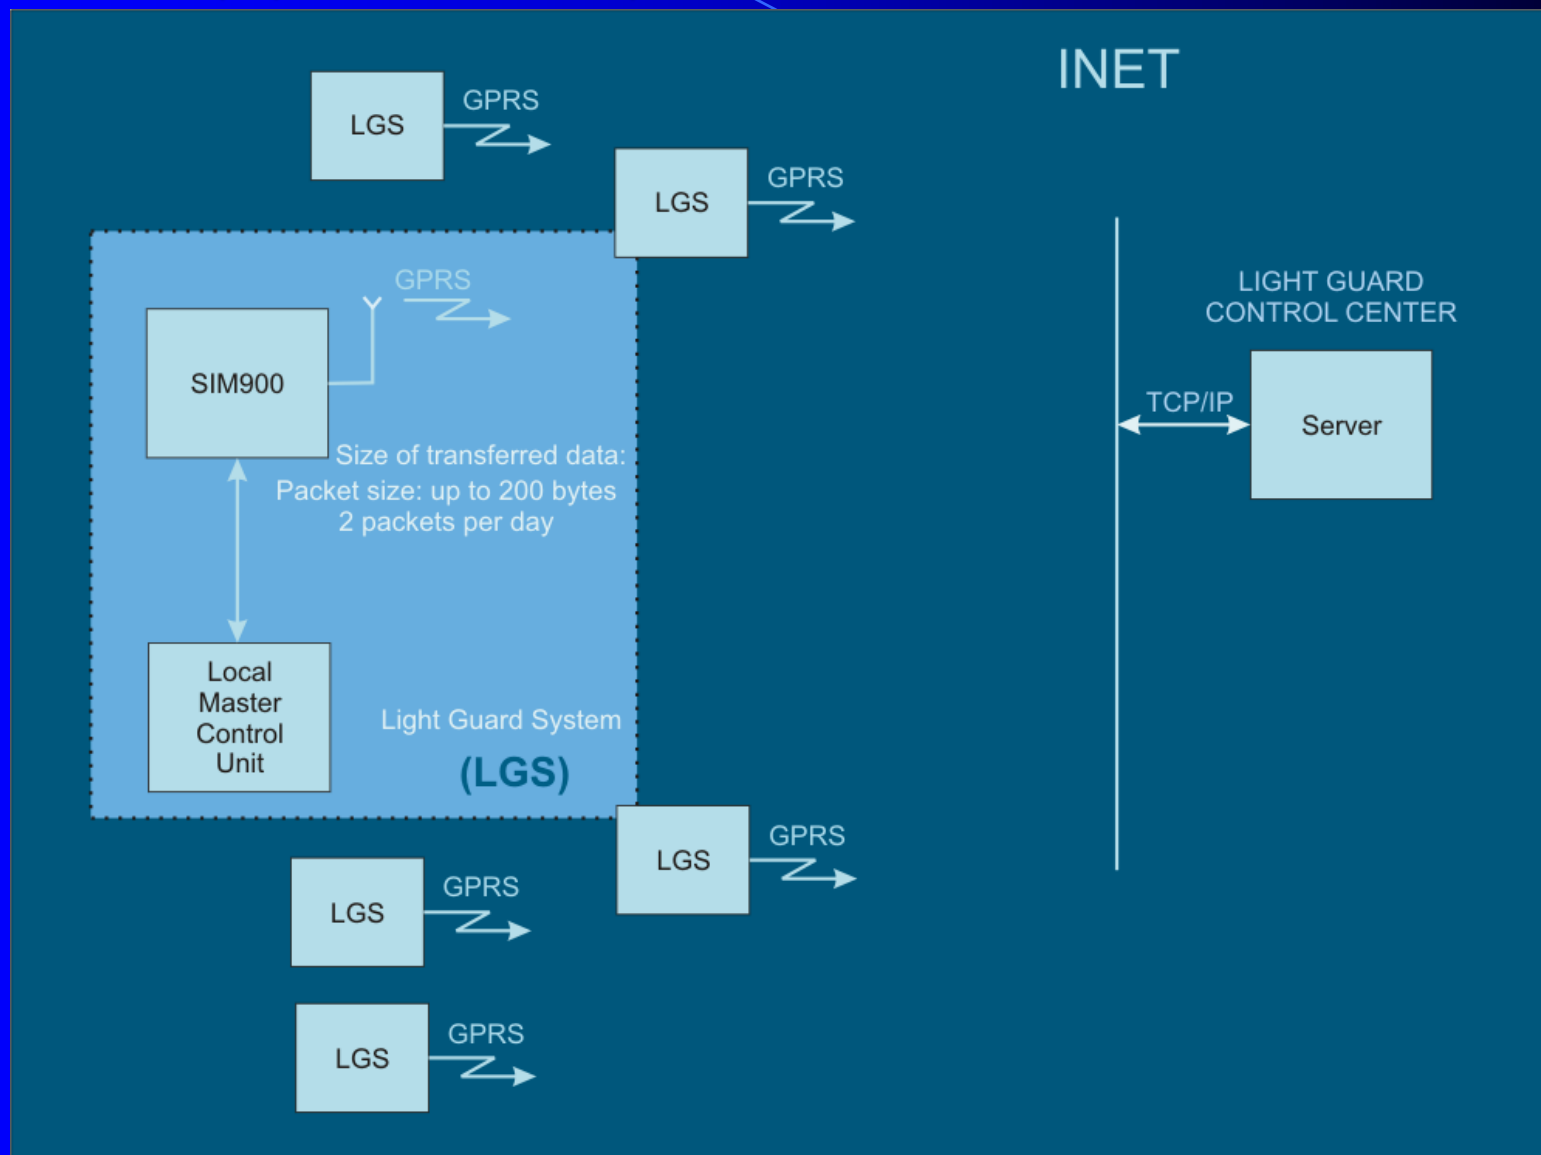 INET
LGS
GPRS
LGS
GPRS
GPRS
SIM900
Size of transferred data:
Packet size: up to 200 bytes
2 packets per day
Local
Master
Control
Unit
Light Guard System
(LGS)
LIGHT GUARD
CONTROL CENTER
TCP/IP
Server
LGS
GPRS
LGS
GPRS
LGS
GPRS